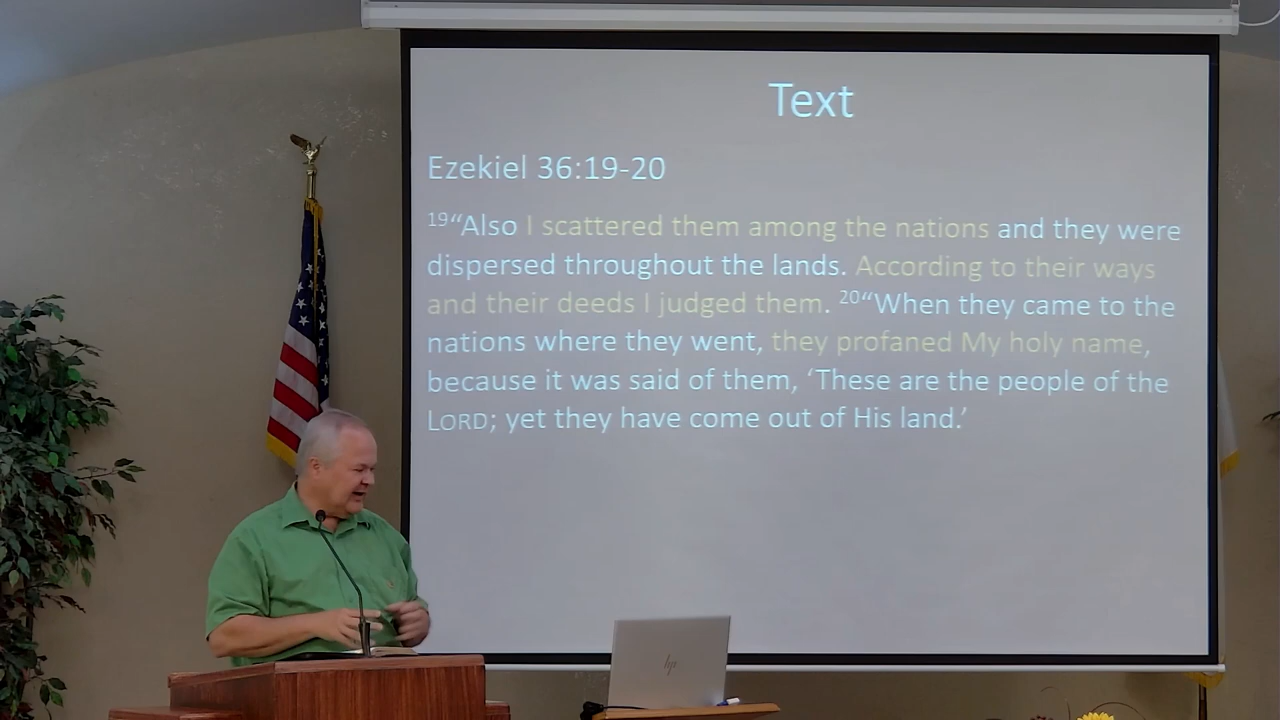 Text
Ezekiel 36:19-20
19“Also I scattered them among the nations and they were
dispersed throughout the lands. According to their ways
and their deeds I judged them. 20“When they came to the
nations where they went, they profaned My holy name,
because it was said of them, ‘These are the people of the
LORD; yet they have come out of His land.’
hp